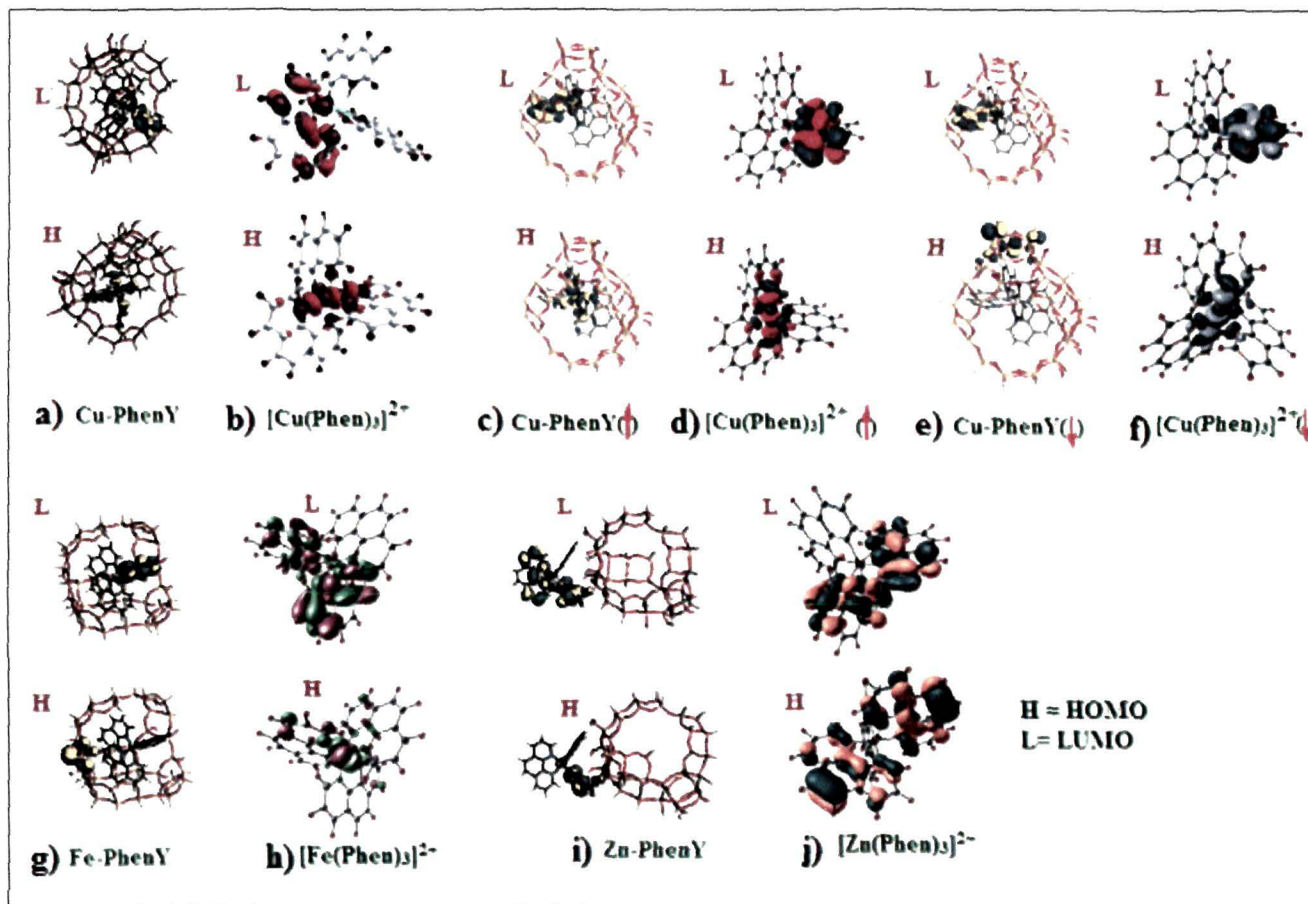 L L L L L L
H H H H H H
a) Cu-PhenY b) [Cu(Phen)₃]²⁺ c) Cu-PhenY(↑) d) [Cu(Phen)₃]²⁺ (↑) e) Cu-PhenY(↓) f) [Cu(Phen)₃]²⁺(↓
L L L L
H H H H
H = HOMO
L= LUMO
g) Fe-PhenY h) [Fe(Phen)₃]²⁺ i) Zn-PhenY j) [Zn(Phen)₃]²⁺